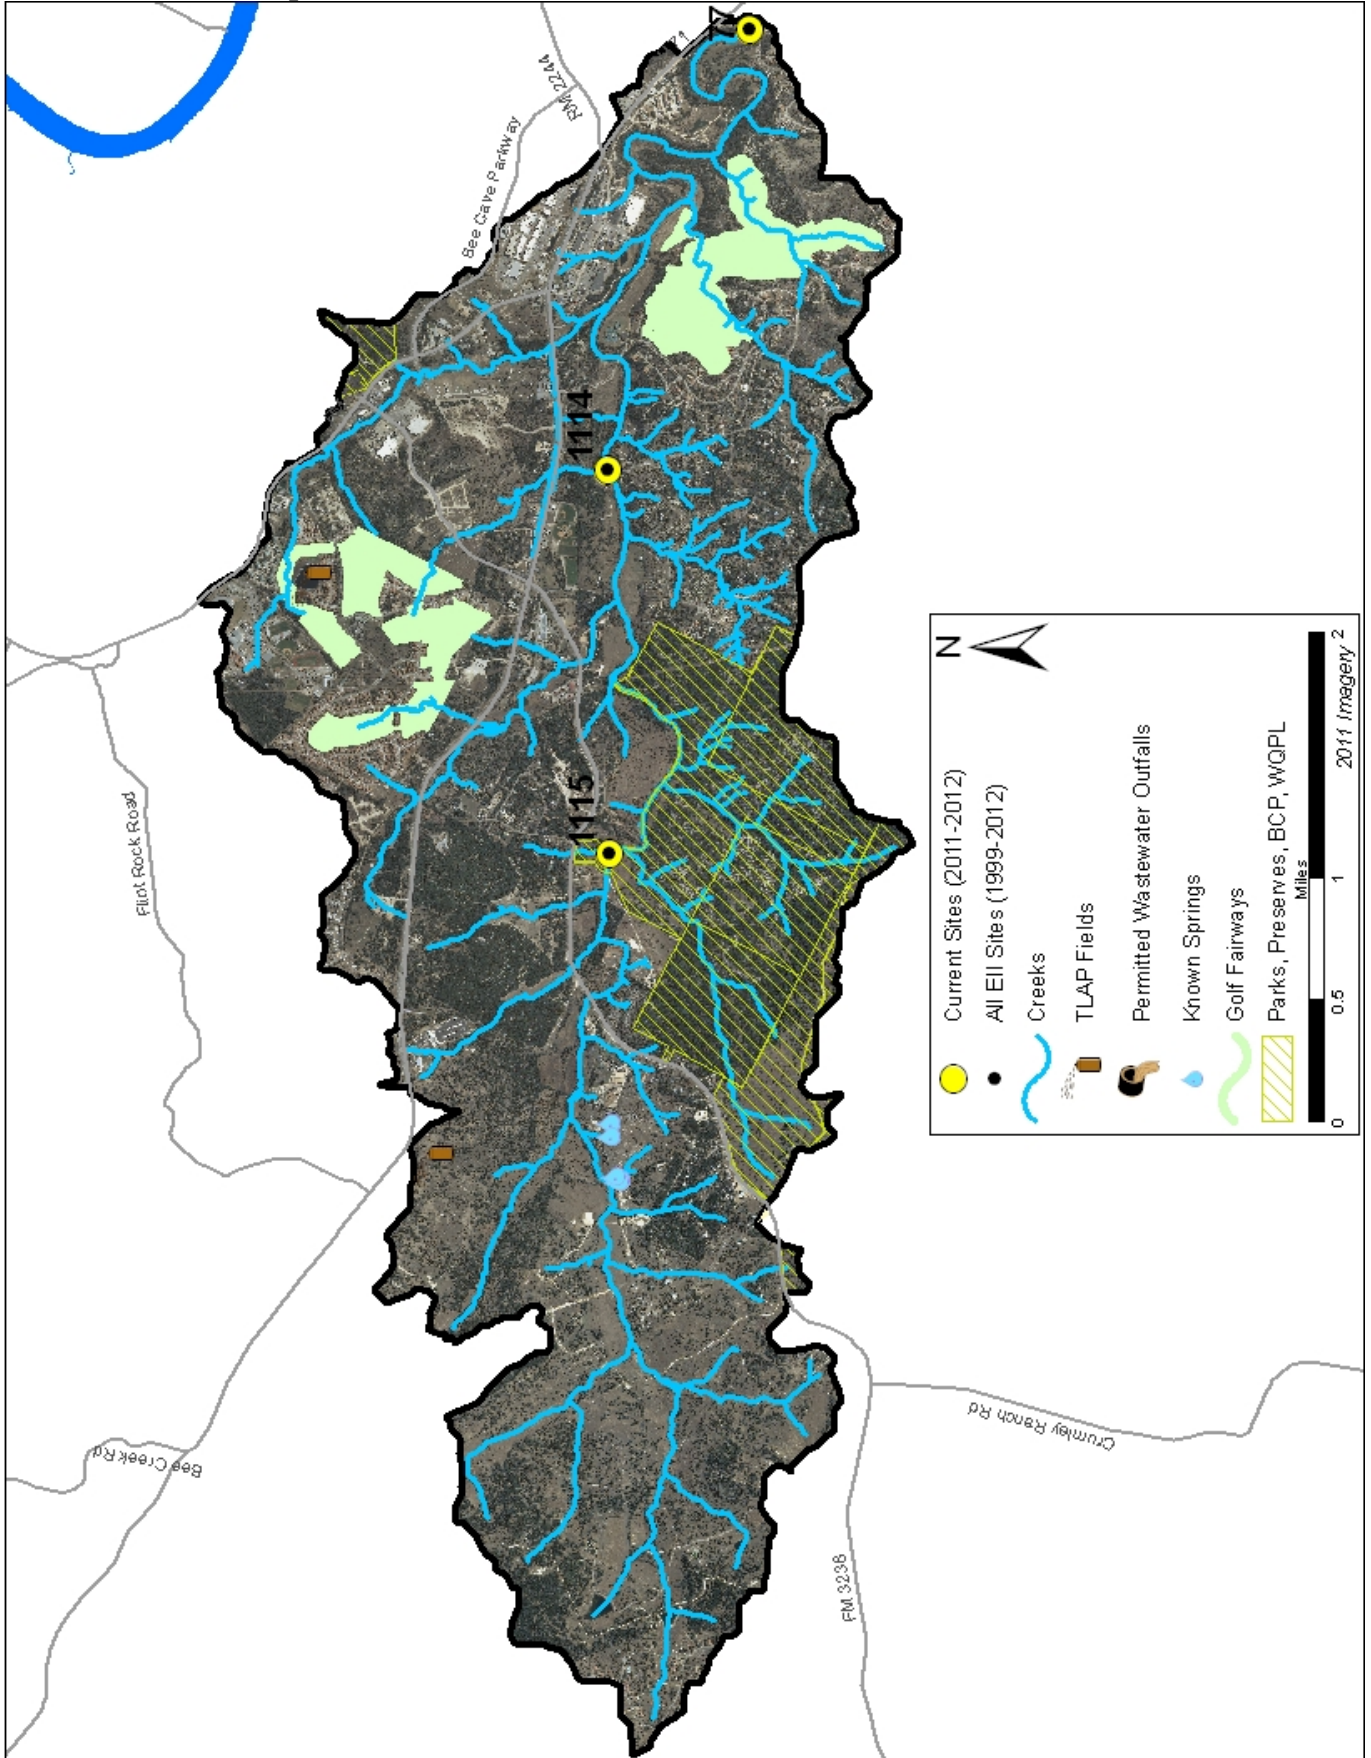 Bee Creek Rd
Flint Rock Road
Bee Cave Parkway
RM 2244
71
77
1114
1115
FM 3238
Crumley Ranch Rd
N
Current Sites (2011-2012)
All EII Sites (1999-2012)
Creeks
TLAP Fields
Permitted Wastewater Outfalls
Known Springs
Golf Fairways
Parks, Preserves, BCP, WQPL
Miles
0 0.5 1 2
2011 Imagery